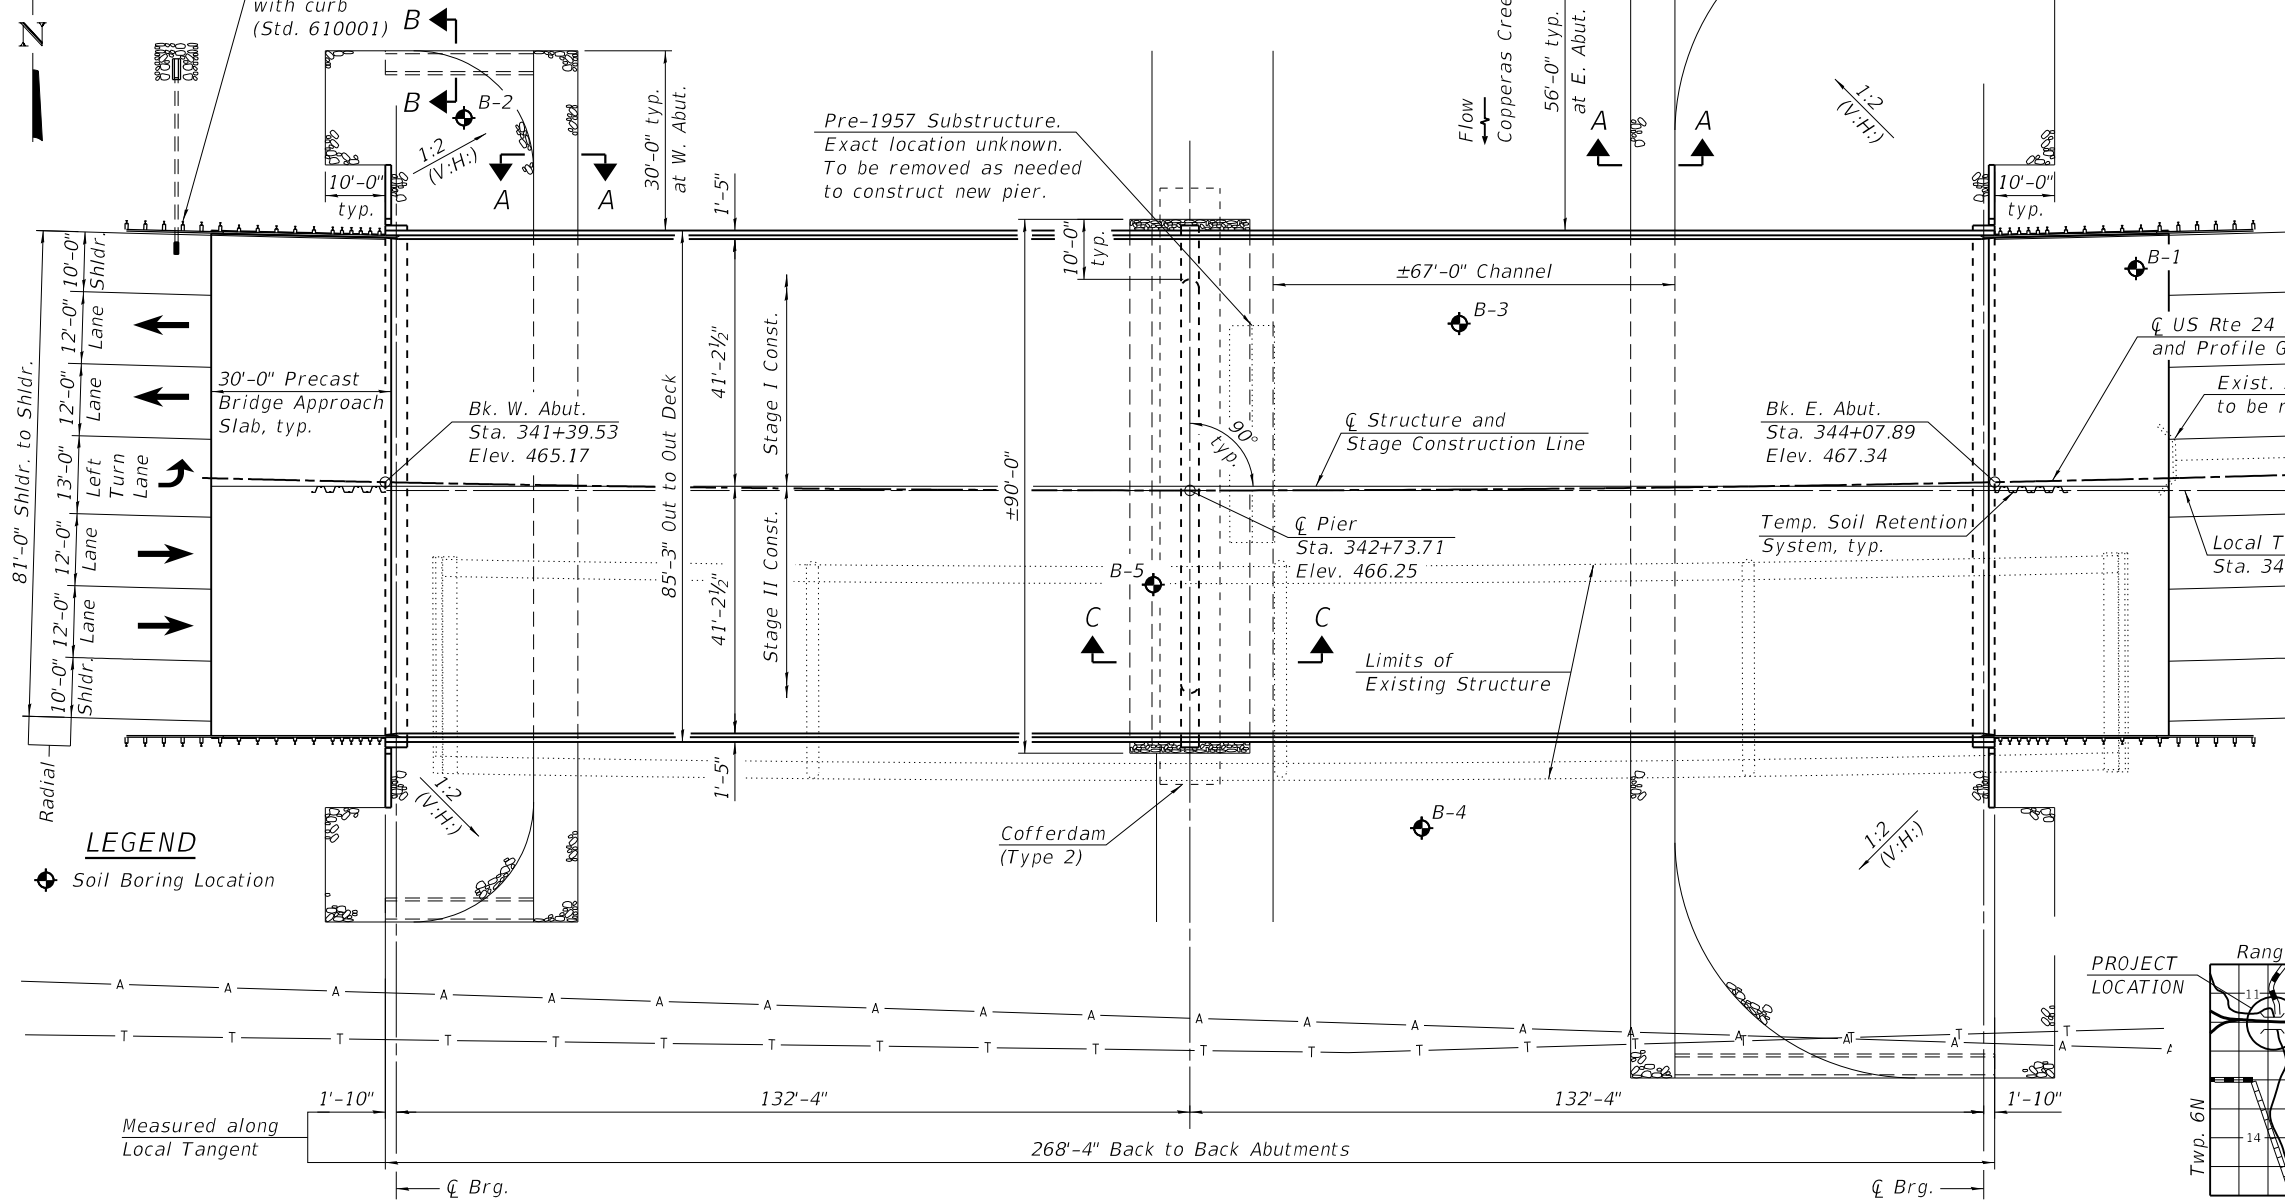 N
with curb
(Std. 610001)
B
B
B-2
1:2
(V:H:)
A
A
30'-0" typ.
at W. Abut.
1'-5"
Pre-1957 Substructure.
Exact location unknown.
To be removed as needed
to construct new pier.
Flow
56'-0" typ.
at E. Abut.
A
A
1:2
(V:H:)
10'-0"
typ.
10'-0"
typ.
10'-0"
typ.
±67'-0" Channel
B-1
B-3
81'-0" Shldr. to Shldr.
10'-0"
Shldr.
12'-0"
Lane
12'-0"
Lane
13'-0"
Left
Turn
Lane
12'-0"
Lane
12'-0"
Lane
10'-0"
Shldr.
Radial
30'-0" Precast
Bridge Approach
Slab, typ.
Bk. W. Abut.
Sta. 341+39.53
Elev. 465.17
85'-3" Out to Out Deck
41'-2½"
41'-2½"
1'-5"
Stage I Const.
Stage II Const.
±90'-0"
90°
typ.
℄ Structure and
Stage Construction Line
℄ Pier
Sta. 342+73.71
Elev. 466.25
B-5
C
C
Limits of
Existing Structure
Bk. E. Abut.
Sta. 344+07.89
Elev. 467.34
℄ US Rte 24
and Profile
Exist.
to be
Temp. Soil Retention
System, typ.
Local
Sta. 34
Copperas
1:2
(V:H:)
1:2
(V:H:)
Cofferdam
(Type 2)
B-4
LEGEND
Soil Boring Location
A A A A A A A A A A A A A A A A A A A
T T T T T T T T T T T T T T T T T T T
PROJECT
LOCATION
11
14
Twp. 6N
1'-10"
132'-4"
132'-4"
1'-10"
Measured along
Local Tangent
268'-4" Back to Back Abutments
℄ Brg.
℄ Brg.